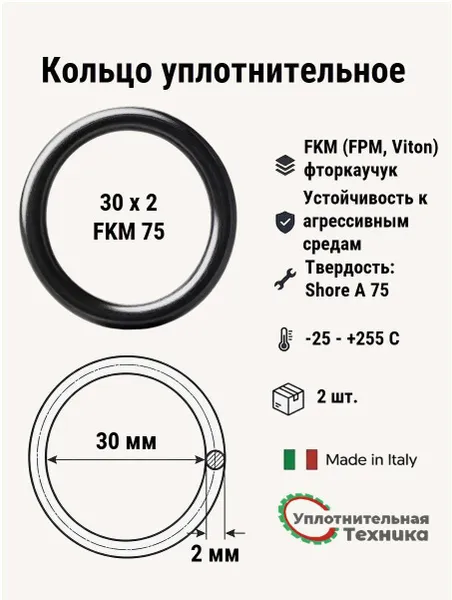 Кольцо уплотнительное
30 x 2
FKM 75
FKM (FPM, Viton)
фторкаучук
Устойчивость к
агрессивным
средам
Твердость:
Shore A 75
-25 - +255 C
2 шт.
Made in Italy
30 мм
2 мм
Уплотнительная
Техника